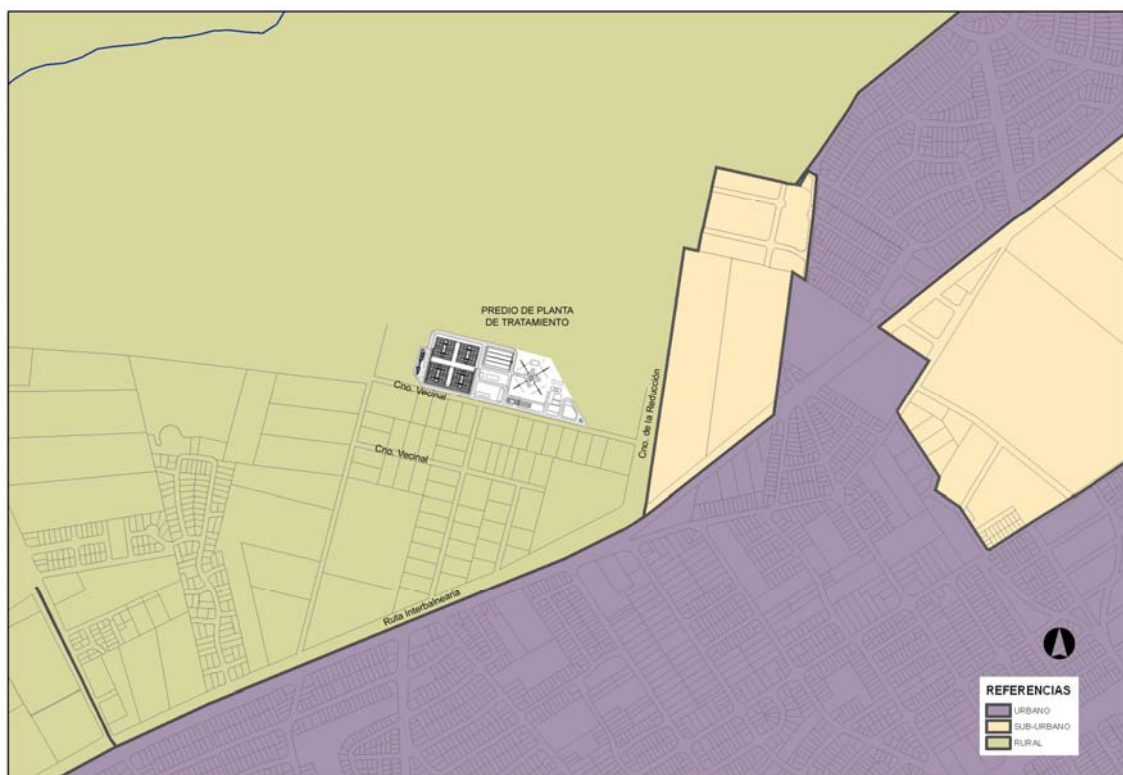 PREDIO DE PLANTA
DE TRATAMIENTO
Cno. Vecinal
Cno. de la Reducción
Cno. Vecinal
Ruta Interbalnearia
REFERENCIAS
URBANO
SUB-URBANO
RURAL